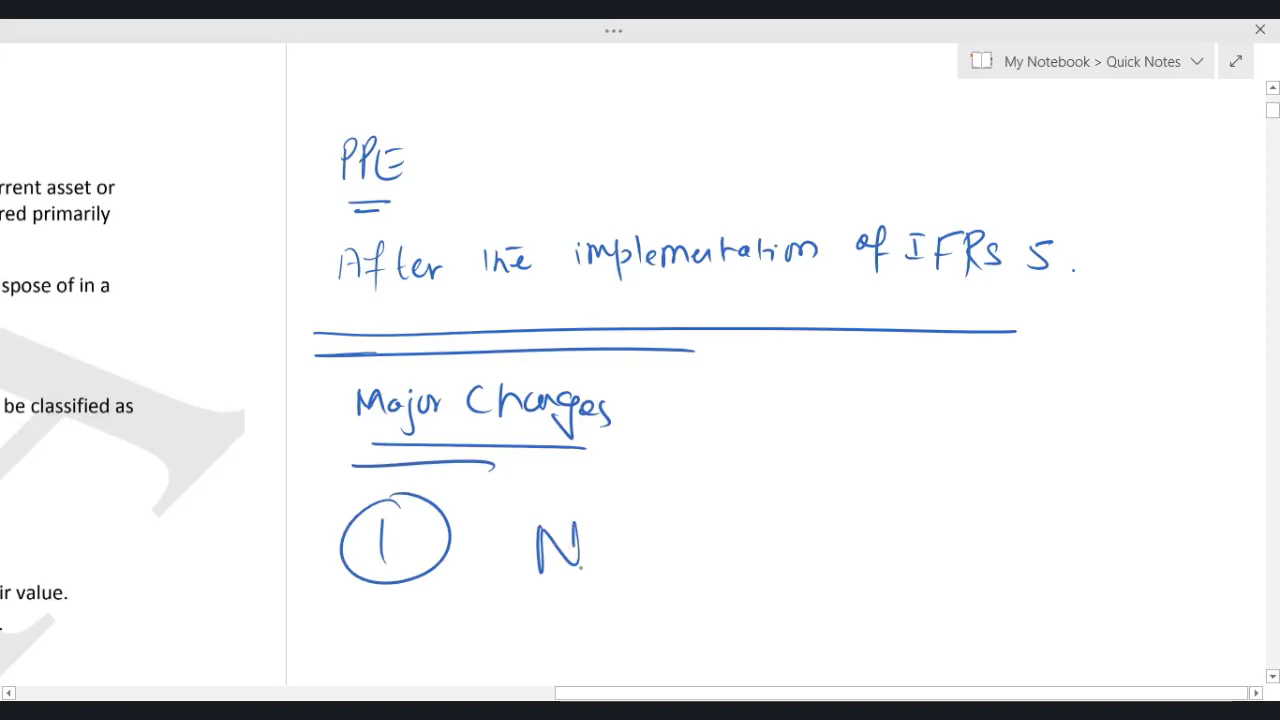 My Notebook > Quick Notes
rrent asset or
red primarily
spose of in a
be classified as
ir value.
PPE
After the implementation of IFRS 5.
Major Changes
1 N